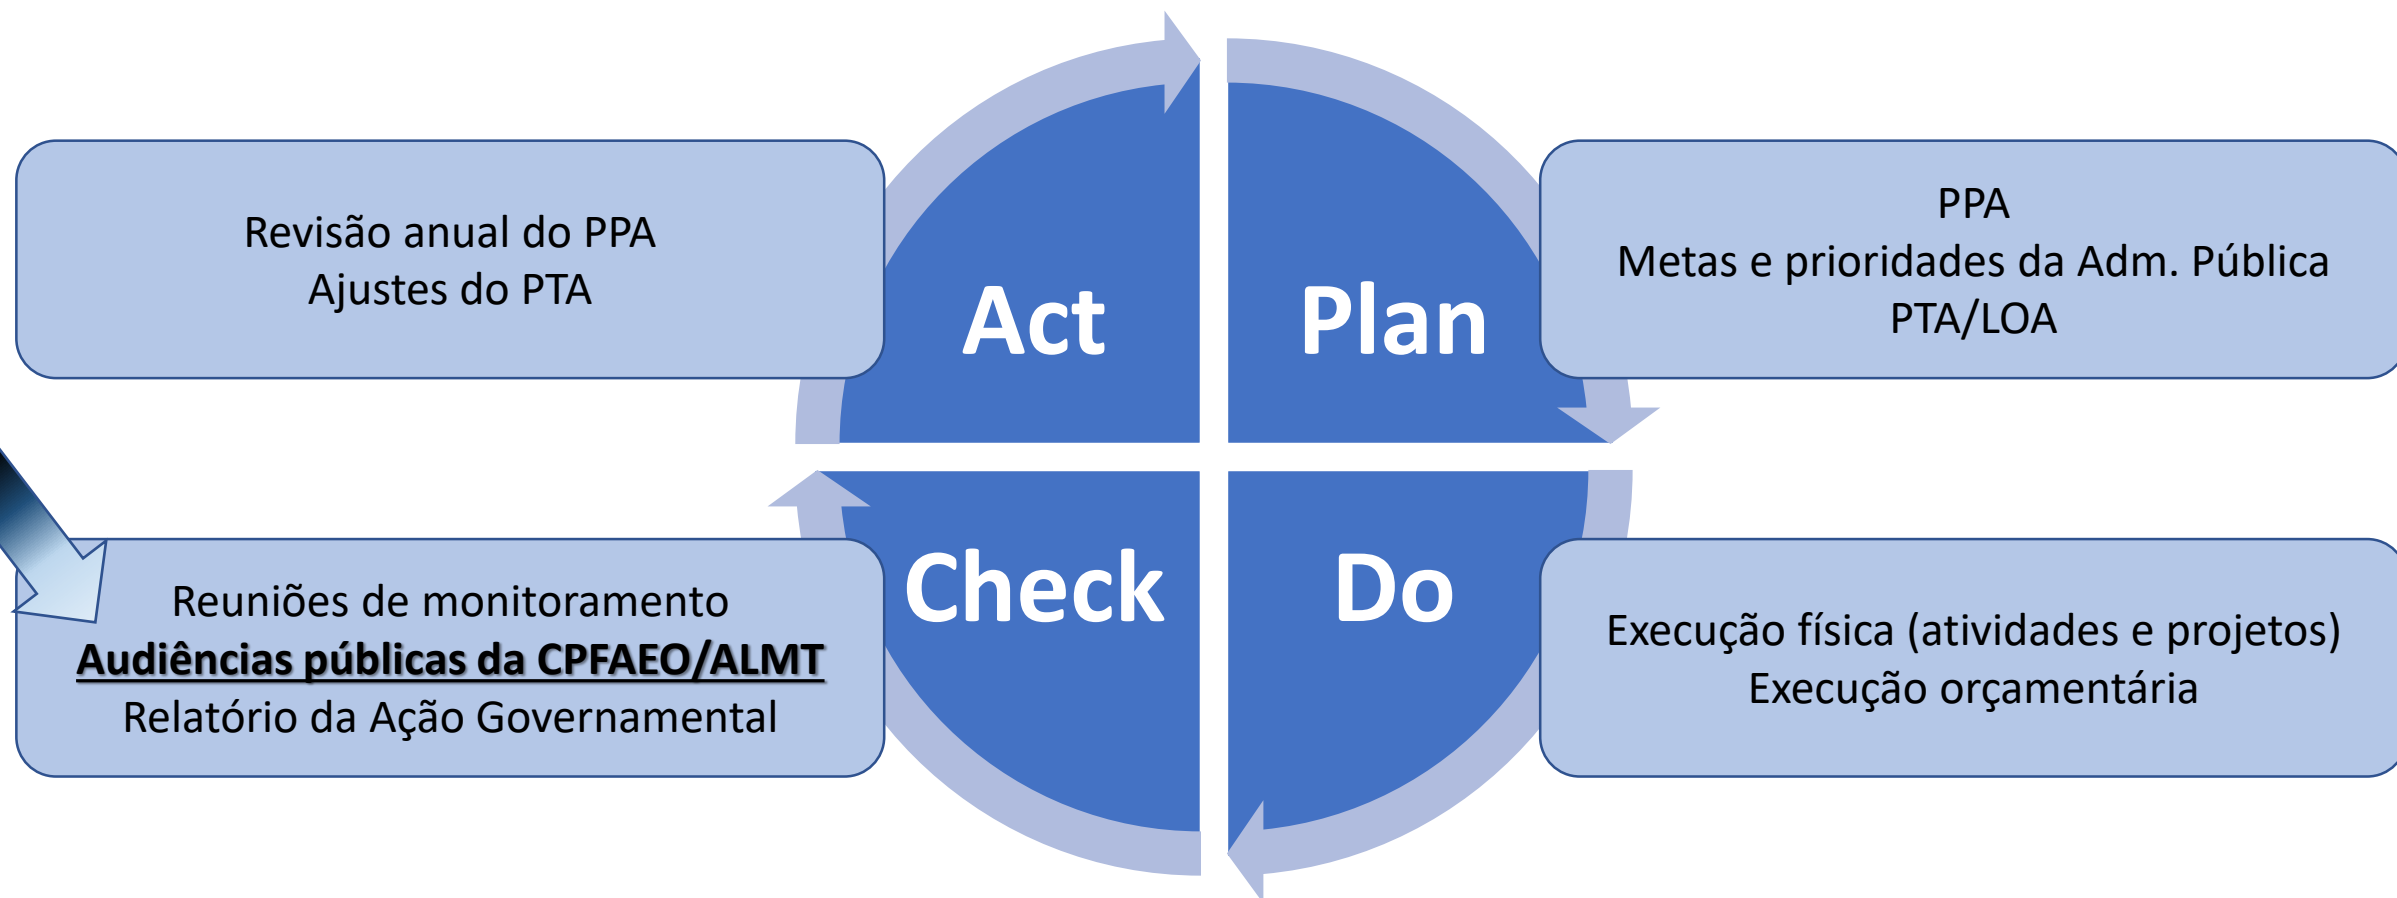 Revisão anual do PPA
Ajustes do PTA
Act
Plan
PPA
Metas e prioridades da Adm. Pública
PTA/LOA
Reuniões de monitoramento
Audiências públicas da CPFAEO/ALMT
Relatório da Ação Governamental
Check
Do
Execução física (atividades e projetos)
Execução orçamentária